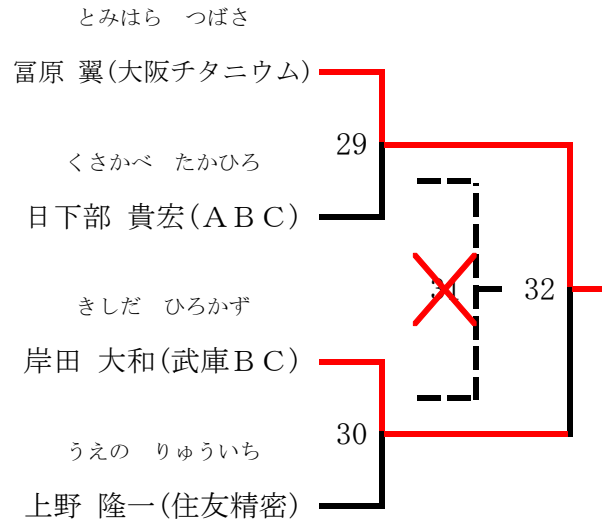 とみはら つばさ
冨原 翼(大阪チタニウム)
29
くさかべ たかひろ
日下部 貴宏(ＡＢＣ)
31
32
きしだ ひろかず
岸田 大和(武庫ＢＣ)
30
うえの りゅういち
上野 隆一(住友精密)